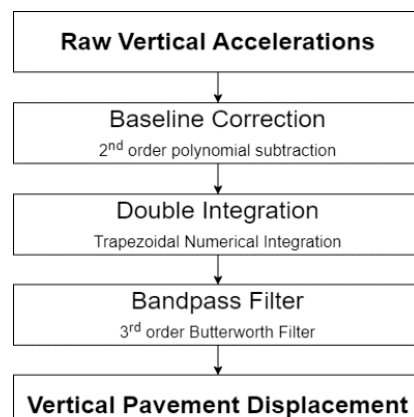 Raw Vertical Accelerations
Baseline Correction
2nd order polynomial subtraction
Double Integration
Trapezoidal Numerical Integration
Bandpass Filter
3rd order Butterworth Filter
Vertical Pavement Displacement